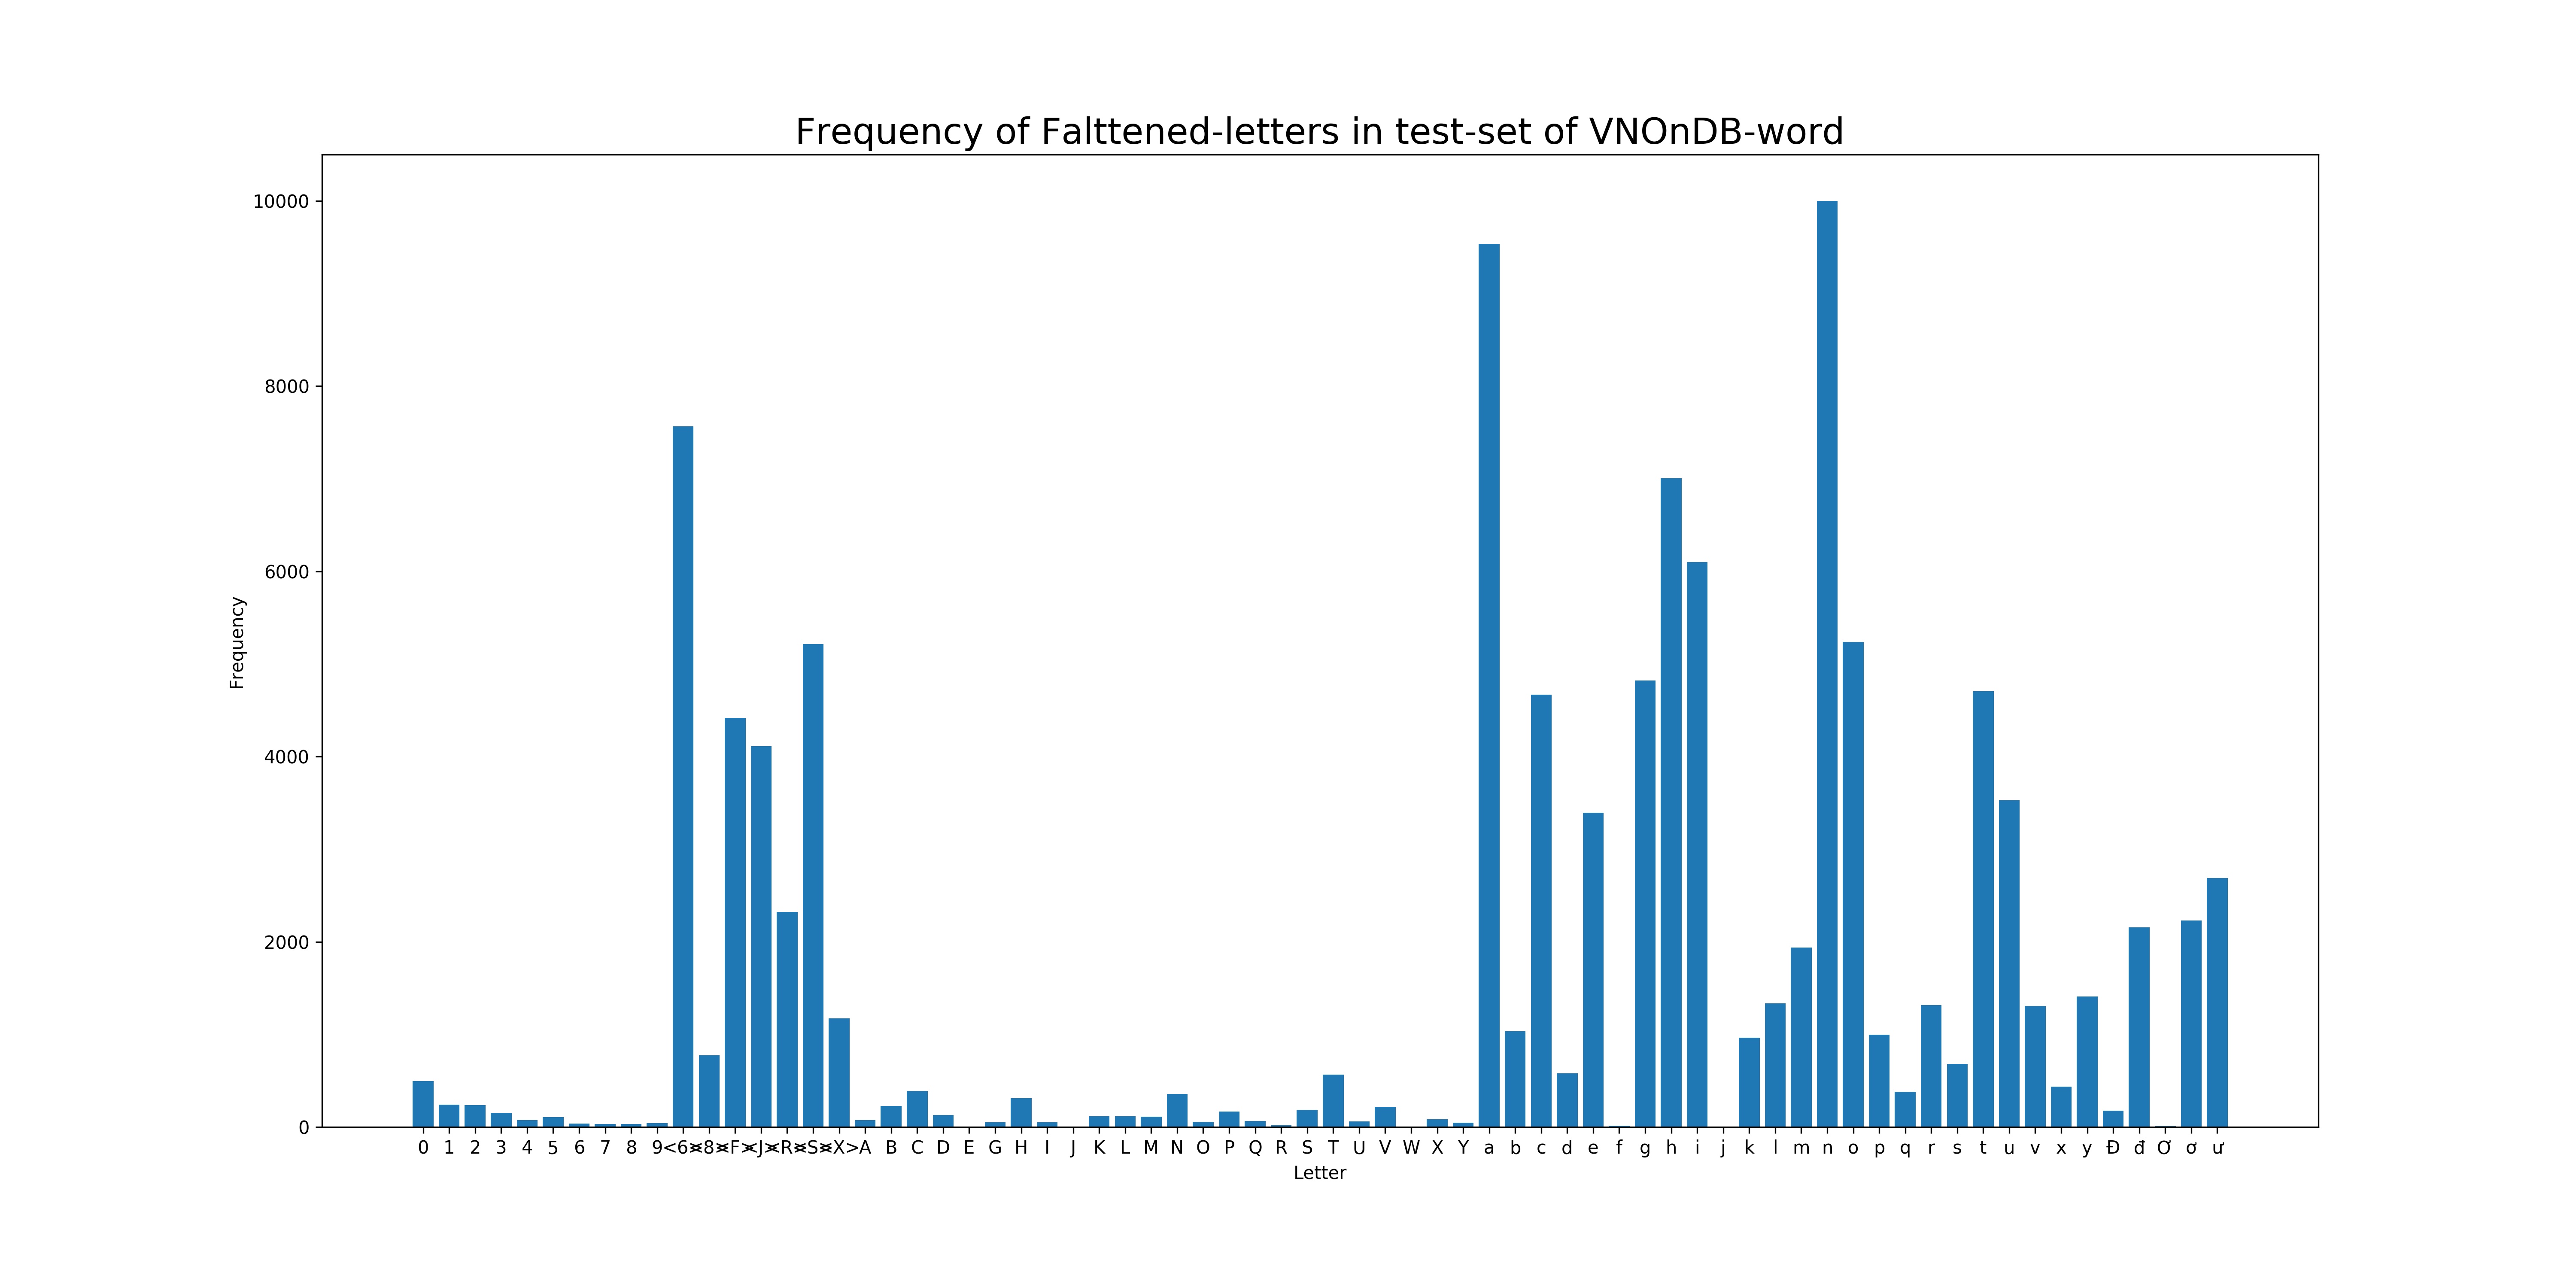 Frequency of Falttened-letters in test-set of VNOnDB-word
10000
8000
6000
4000
2000
0
Frequency
0 1 2 3 4 5 6 7 8 9 <6> <8> <F> <J> <R> <S> <X> A B C D E G H I J K L M N O P Q R S T U V W X Y a b c d e f g h i j k l m n o p q r s t u v x y Đ đ Ơ ơ ư
Letter